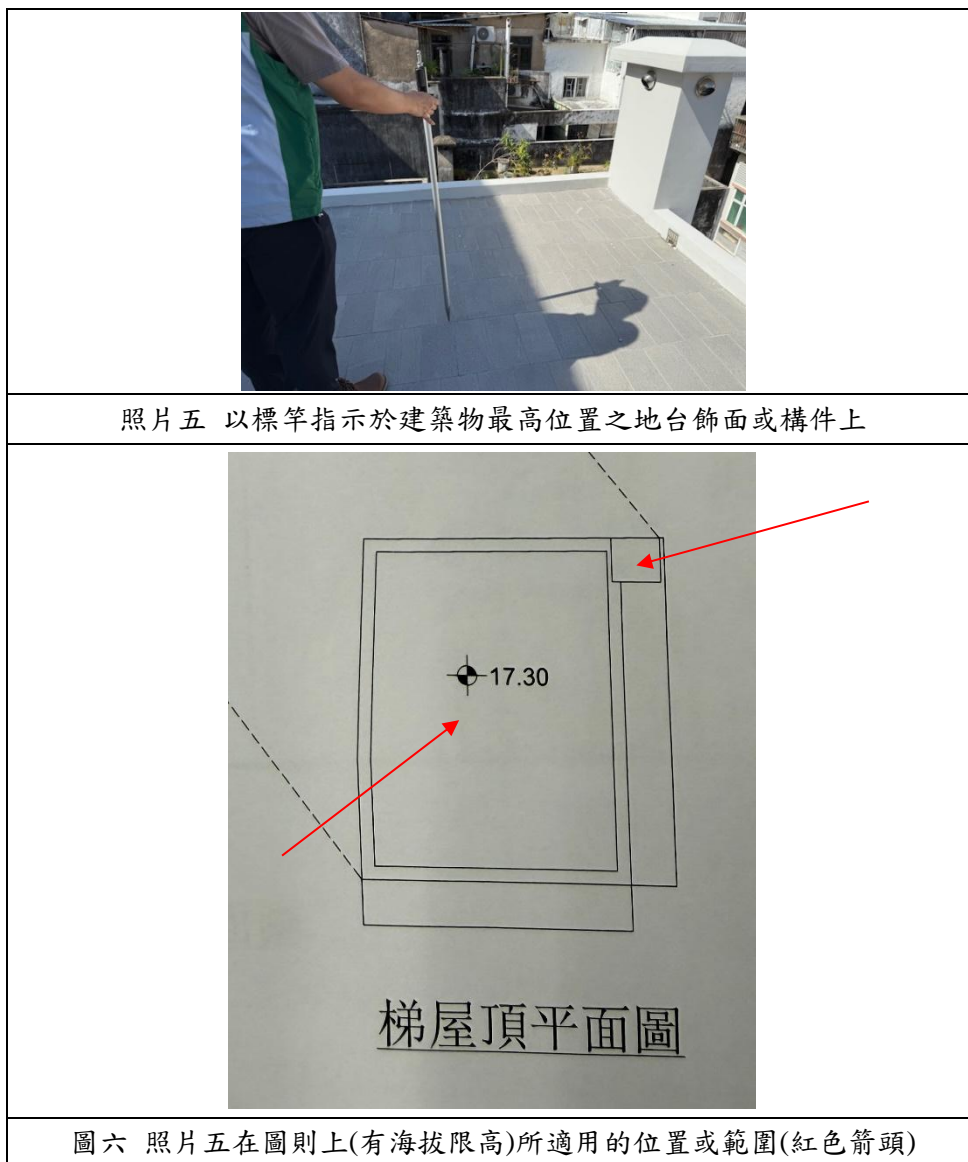 照片五 以標竿指示於建築物最高位置之地台飾面或構件上
17.30
梯屋頂平面圖
圖六 照片五在圖則上(有海拔限高)所適用的位置或範圍(紅色箭頭)